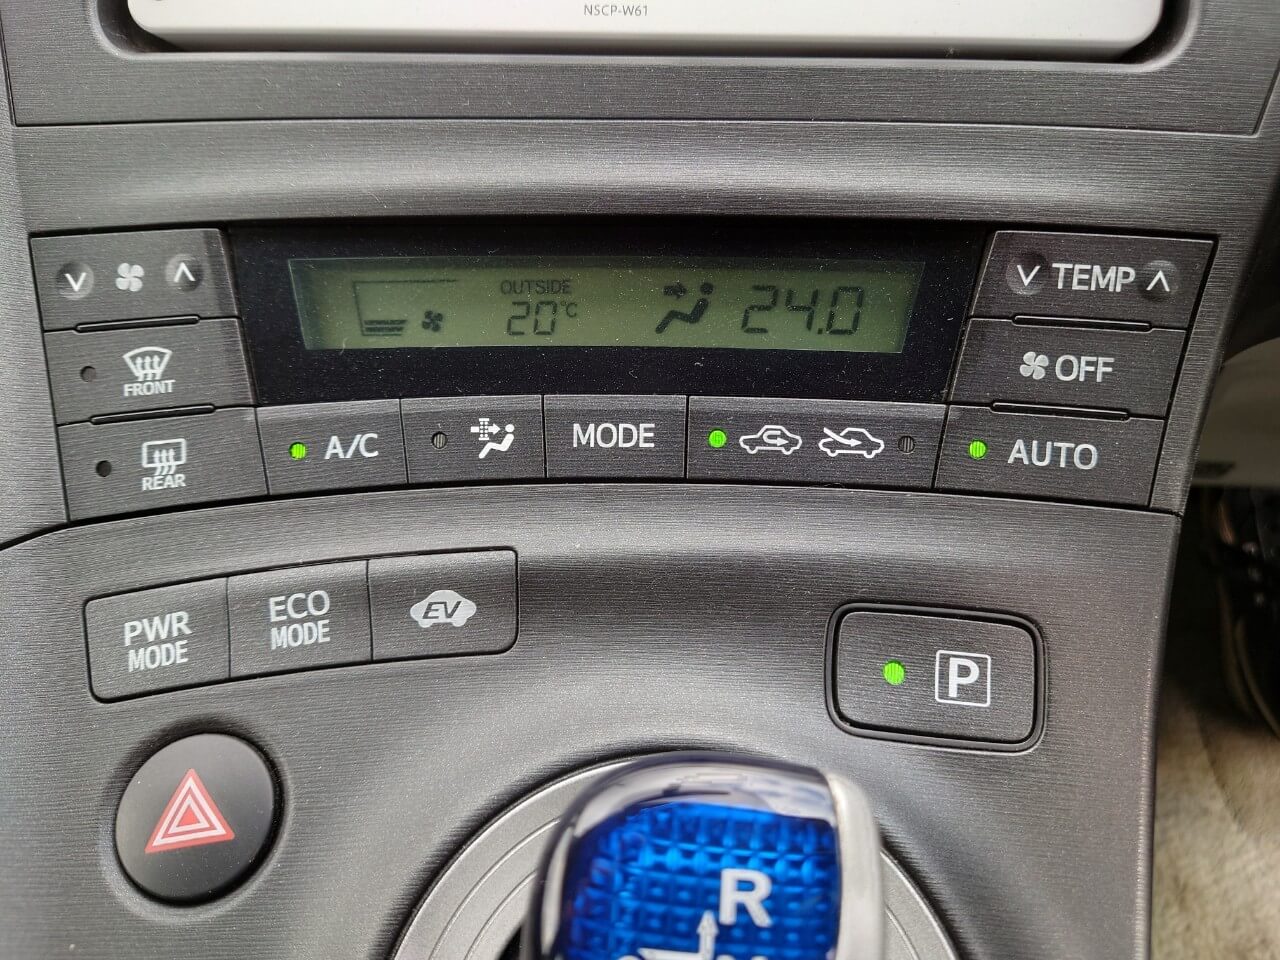 NSCP-W61
OUTSIDE
20°C
24.0
TEMP
FRONT
OFF
REAR
A/C
MODE
AUTO
PWR
MODE
ECO
MODE
EV
P
R